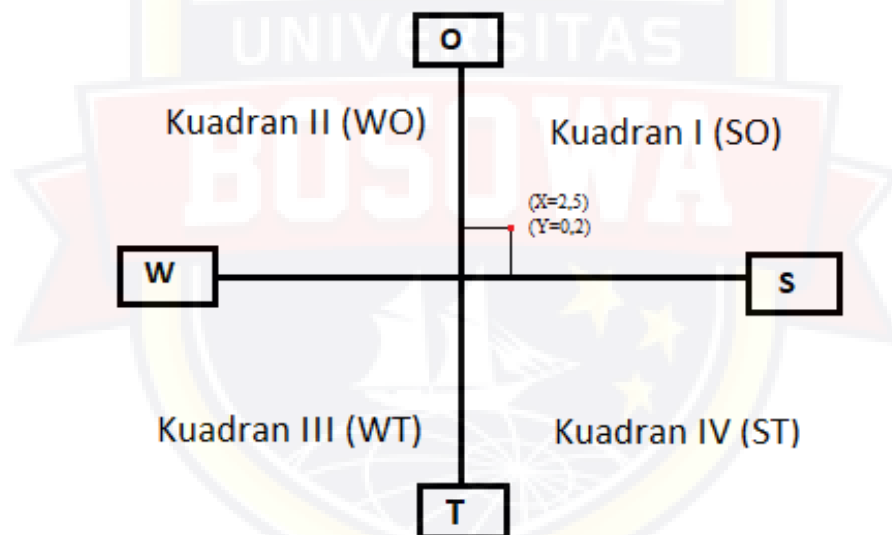 UNIVERSITAS
BOSOWA
O
Kuadran II (WO)
Kuadran I (SO)
(X=2,5)
(Y=0,2)
W
S
Kuadran III (WT)
Kuadran IV (ST)
T